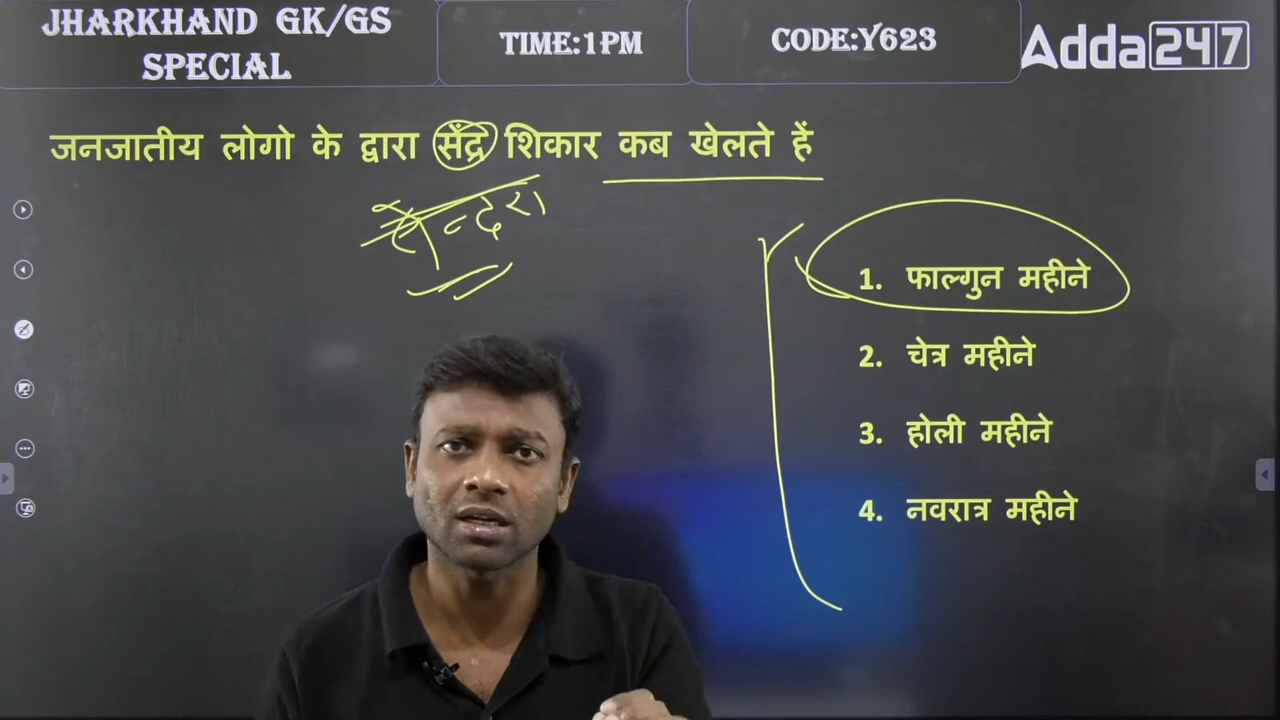 JHARKHAND GK/GS
SPECIAL
TIME:1PM
CODE:Y623
Adda247
जनजातीय लोगो के द्वारा सेंद्र शिकार कब खेलते हें
सेन्दरा
1. फाल्गुन महीने
2. चेत्र महीने
3. होली महीने
4. नवरात्र महीने